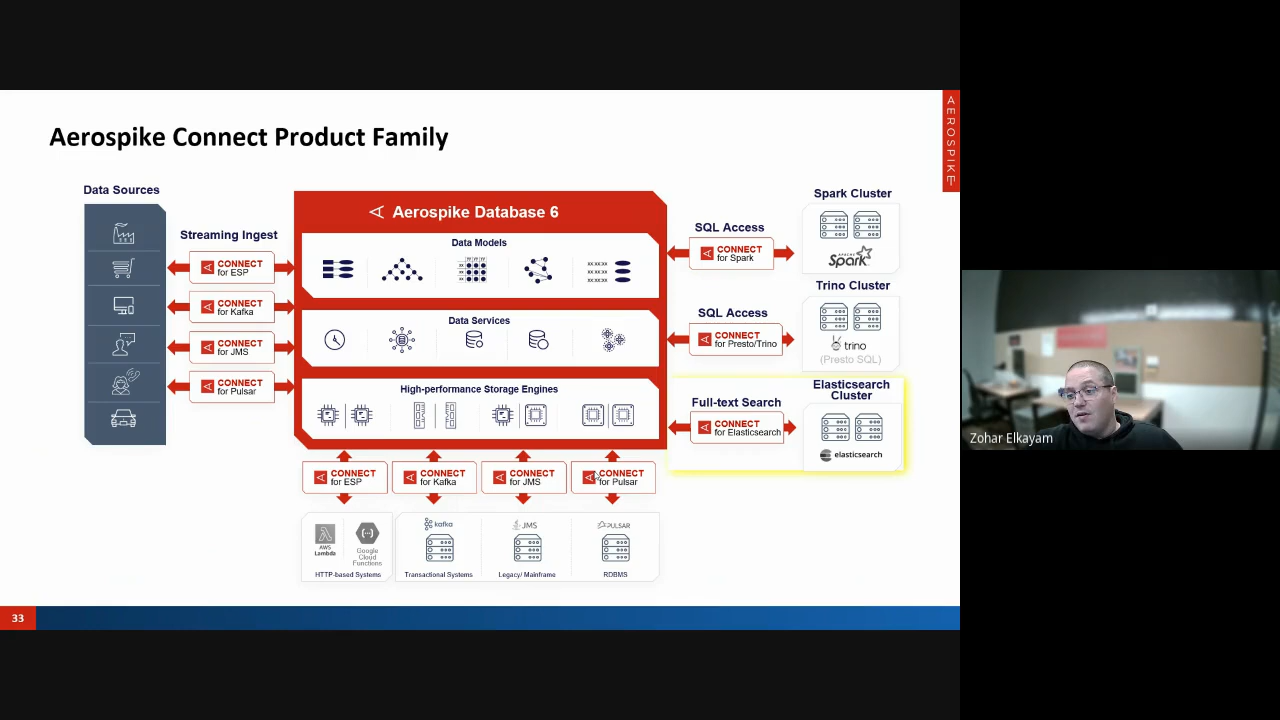 Aerospike Connect Product Family
AEROSPIKE
Data Sources
Streaming Ingest
CONNECT
for ESP
CONNECT
for Kafka
CONNECT
for JMS
CONNECT
for Pulsar
Aerospike Database 6
Data Models
Data Services
High-performance Storage Engines
SQL Access
CONNECT
for Spark
Spark Cluster
APACHE
Spark
SQL Access
CONNECT
for Presto/Trino
Trino Cluster
trino
(Presto SQL)
Full-text Search
CONNECT
for Elasticsearch
Elasticsearch
Cluster
elasticsearch
CONNECT
for ESP
CONNECT
for Kafka
CONNECT
for JMS
CONNECT
for Pulsar
AWS
Lambda
Google
Cloud
Functions
HTTP-based Systems
kafka
Transactional Systems
JMS
Legacy/ Mainframe
PULSAR
RDBMS
33
Zohar Elkayam